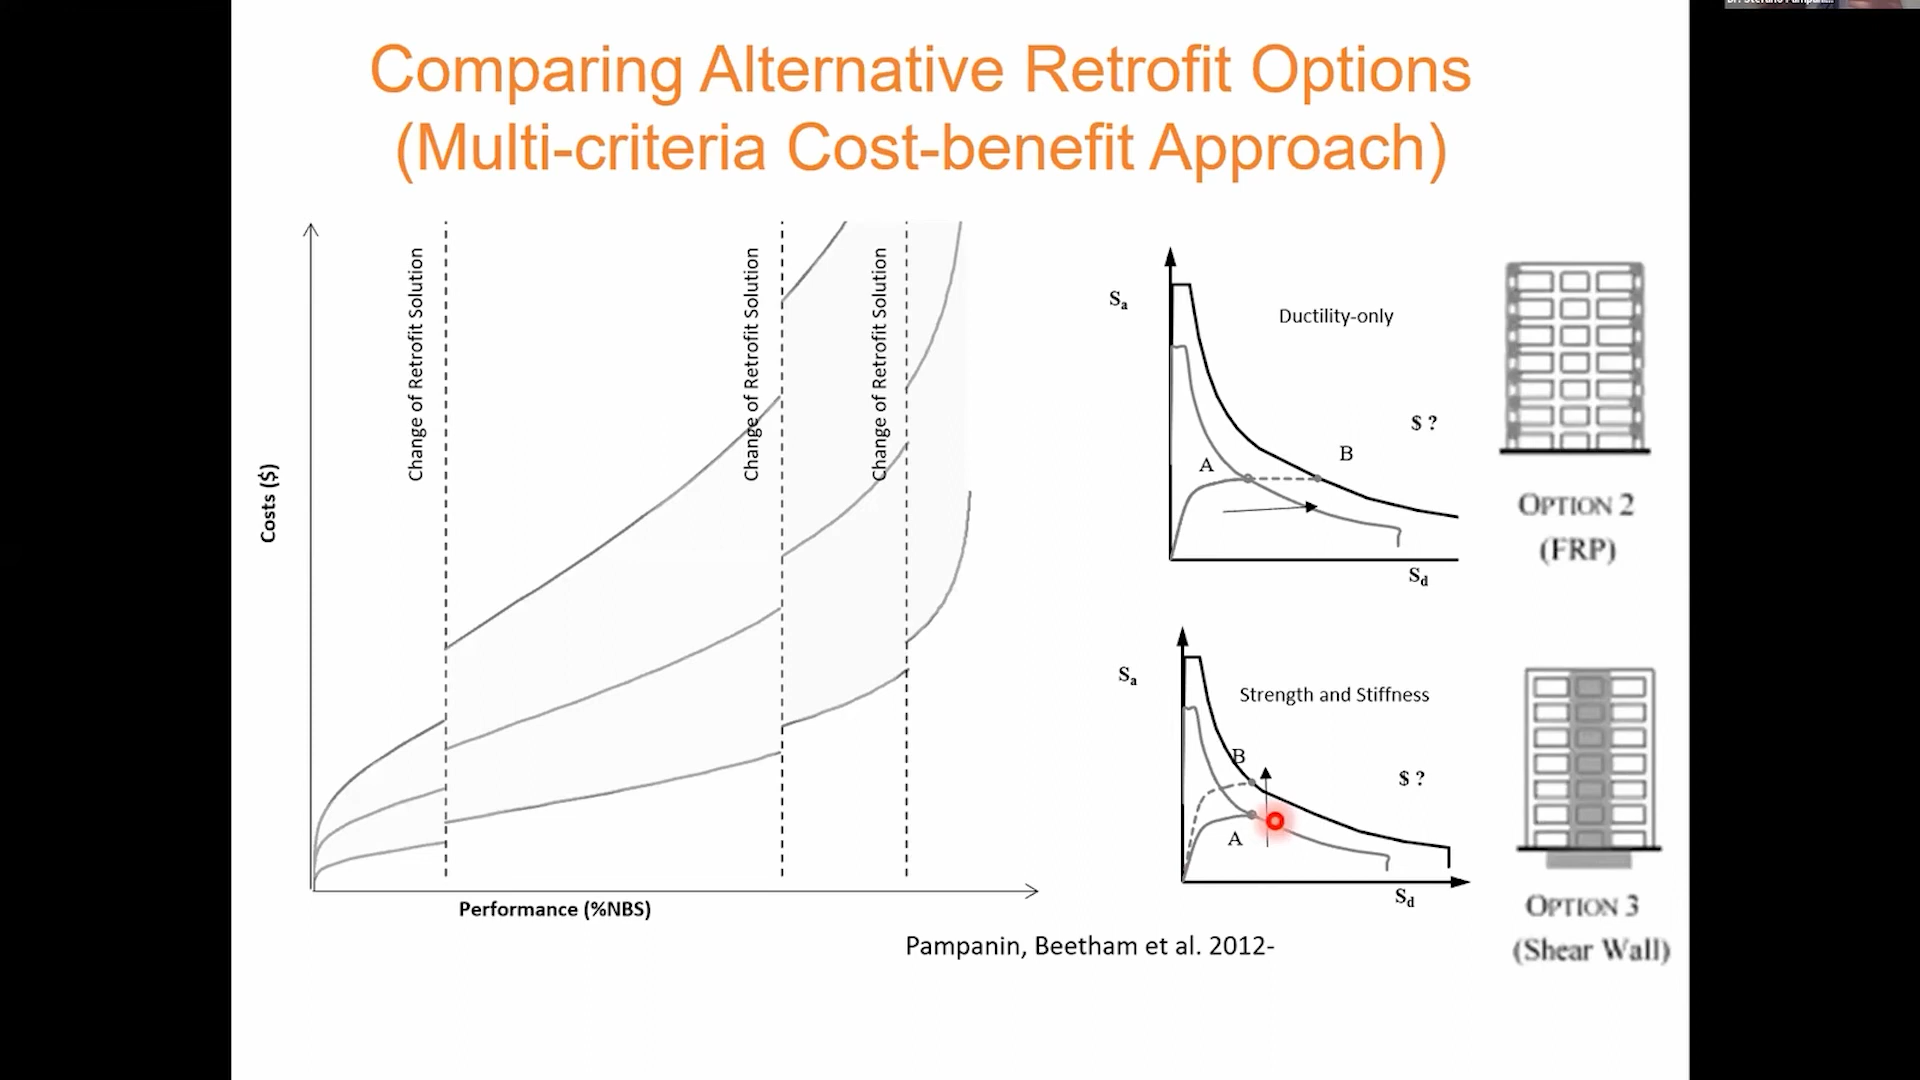 Comparing Alternative Retrofit Options
(Multi-criteria Cost-benefit Approach)
Change of Retrofit Solution
Change of Retrofit Solution
Change of Retrofit Solution
Costs ($)
Performance (%NBS)
Sa
Ductility-only
$ ?
A
B
Sd
OPTION 2
(FRP)
Sa
Strength and Stiffness
B
$ ?
A
Sd
OPTION 3
(Shear Wall)
Pampanin, Beetham et al. 2012-